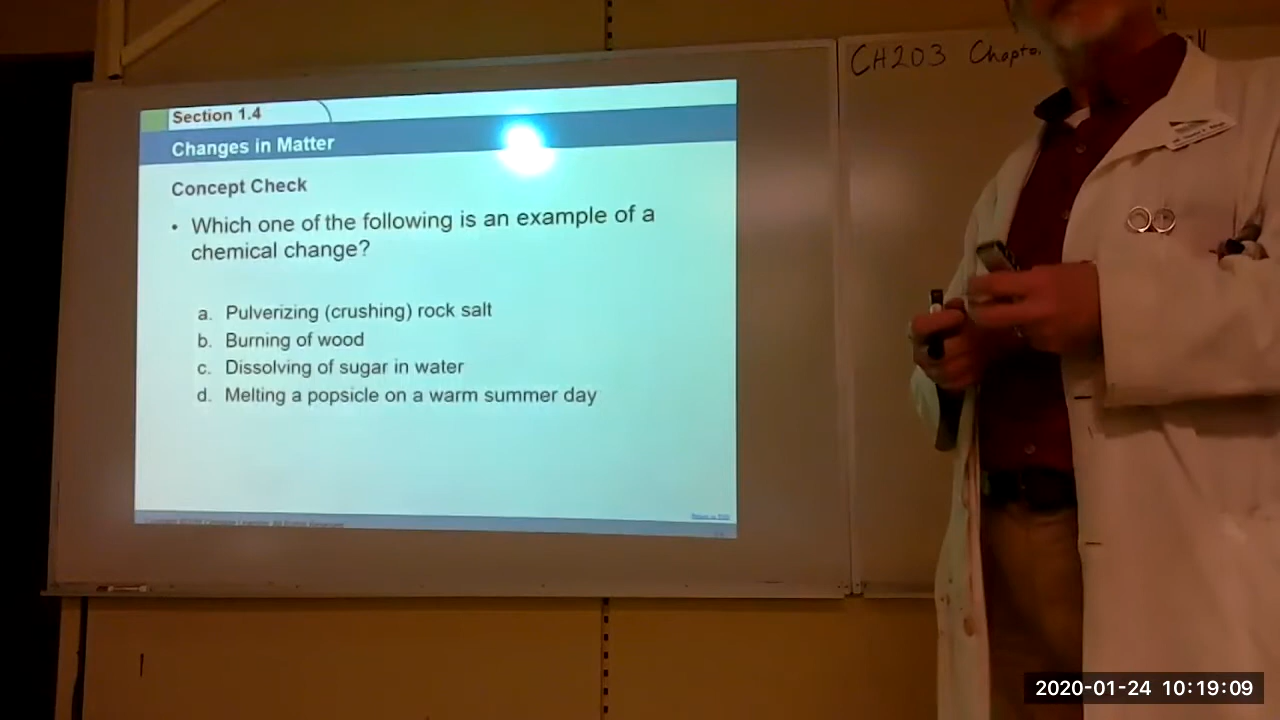 Section 1.4
Changes in Matter
Concept Check
• Which one of the following is an example of a
chemical change?
a. Pulverizing (crushing) rock salt
b. Burning of wood
c. Dissolving of sugar in water
d. Melting a popsicle on a warm summer day
CH203
2020-01-24 10:19:09